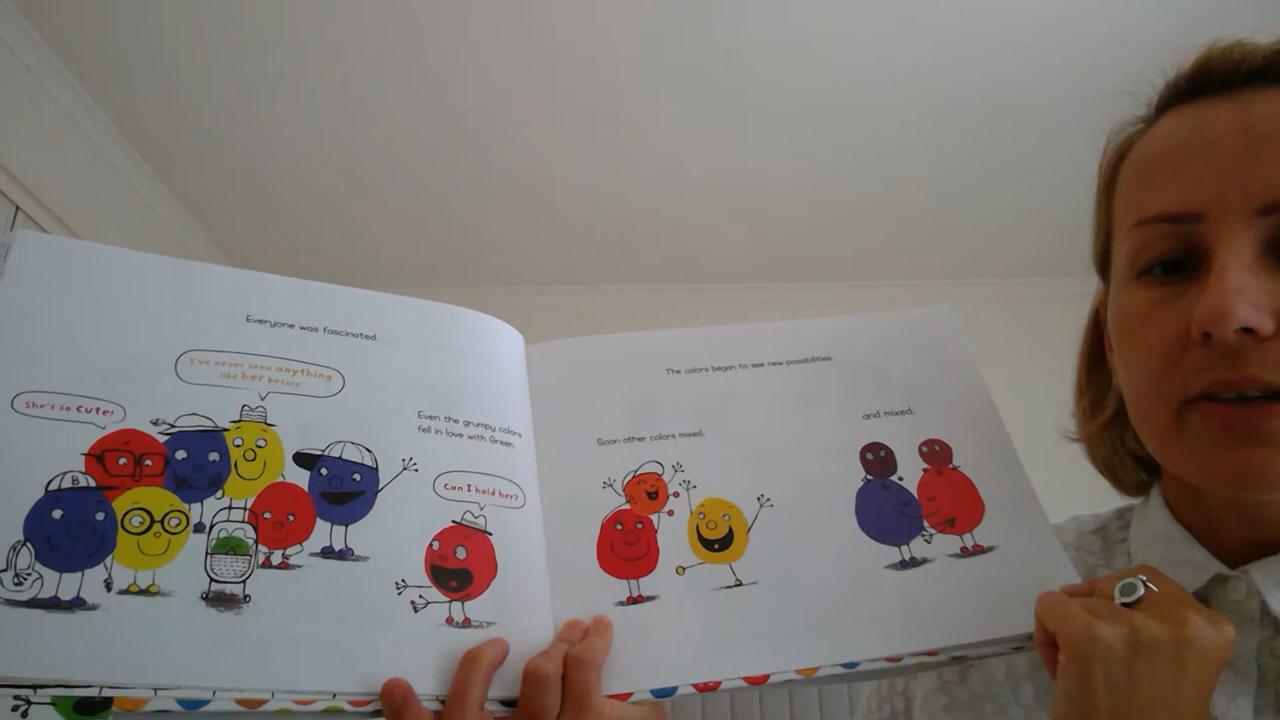 Everyone was fascinated.
I've never seen anything
like her before
She's so cute!
Even the grumpy colors
fell in love with Green.
Can I hold her?
B
The colors began to see new possibilities.
Soon other colors mixed,
and mixed.